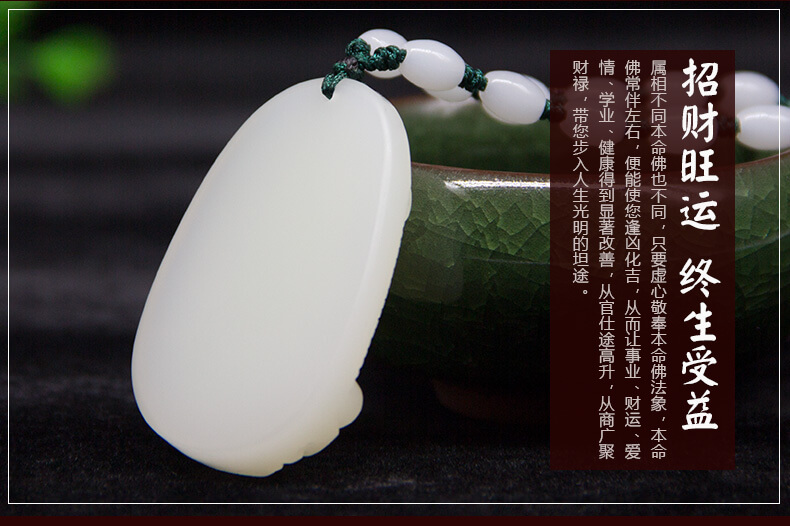 招财旺运 终生受益
属相不同本命佛也不同，只要虚心敬奉本命佛法象，本命
佛常伴左右，便能使您逢凶化吉，从而让事业、财运、爱
情、学业、健康得到显著改善，从官仕途高升，从商广聚
财禄，带您步入人生光明的坦途。